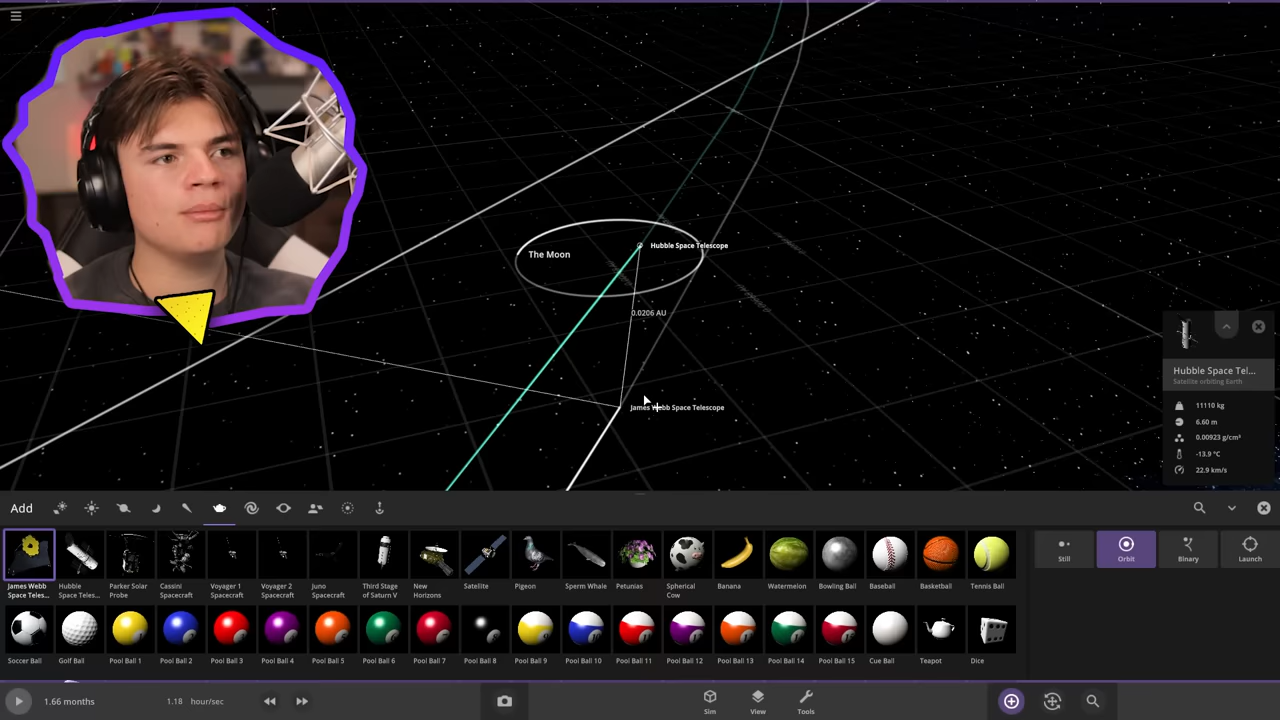 The Moon
Hubble Space Telescope
0.0206 AU
James Webb Space Telescope
Hubble Space Tel...
Satellite orbiting Earth
11110 kg
6.60 m
0.00923 g/cm³
-13.9 °C
22.9 km/s
Add
Still
Orbit
Binary
Launch
James Webb
Space Teles...
Hubble
Space Teles...
Parker Solar
Probe
Cassini
Spacecraft
Voyager 1
Spacecraft
Voyager 2
Spacecraft
Juno
Spacecraft
Third Stage
of Saturn V
New
Horizons
Satellite
Pigeon
Sperm Whale
Petunias
Spherical
Cow
Banana
Watermelon
Bowling Ball
Baseball
Basketball
Tennis Ball
Soccer Ball
Golf Ball
Pool Ball 1
Pool Ball 2
Pool Ball 3
Pool Ball 4
Pool Ball 5
Pool Ball 6
Pool Ball 7
Pool Ball 8
Pool Ball 9
Pool Ball 10
Pool Ball 11
Pool Ball 12
Pool Ball 13
Pool Ball 14
Pool Ball 15
Cue Ball
Teapot
Dice
1.66 months
1.18 hour/sec
Sim
View
Tools